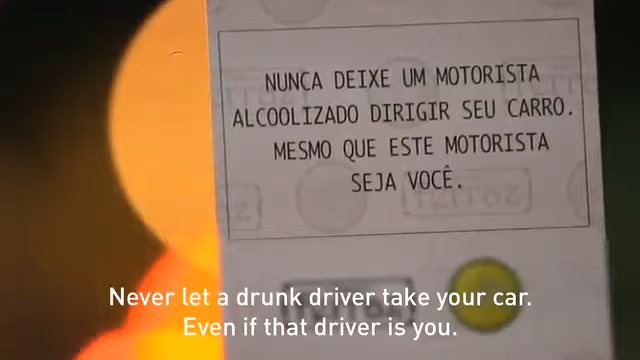 NUNCA DEIXE UM MOTORISTA
ALCOOLIZADO DIRIGIR SEU CARRO.
MESMO QUE ESTE MOTORISTA
SEJA VOCÊ.
ferraz
Never let a drunk driver take your car.
Even if that driver is you.